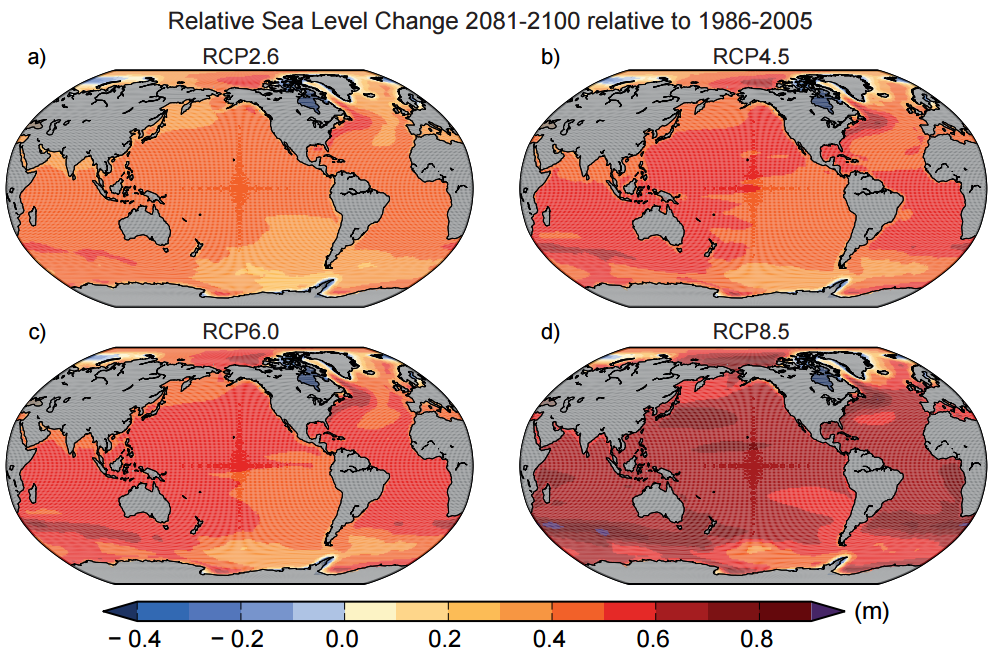 Relative Sea Level Change 2081-2100 relative to 1986-2005
a) RCP2.6
b) RCP4.5
c) RCP6.0
d) RCP8.5
− 0.4 − 0.2 0.0 0.2 0.4 0.6 0.8 (m)